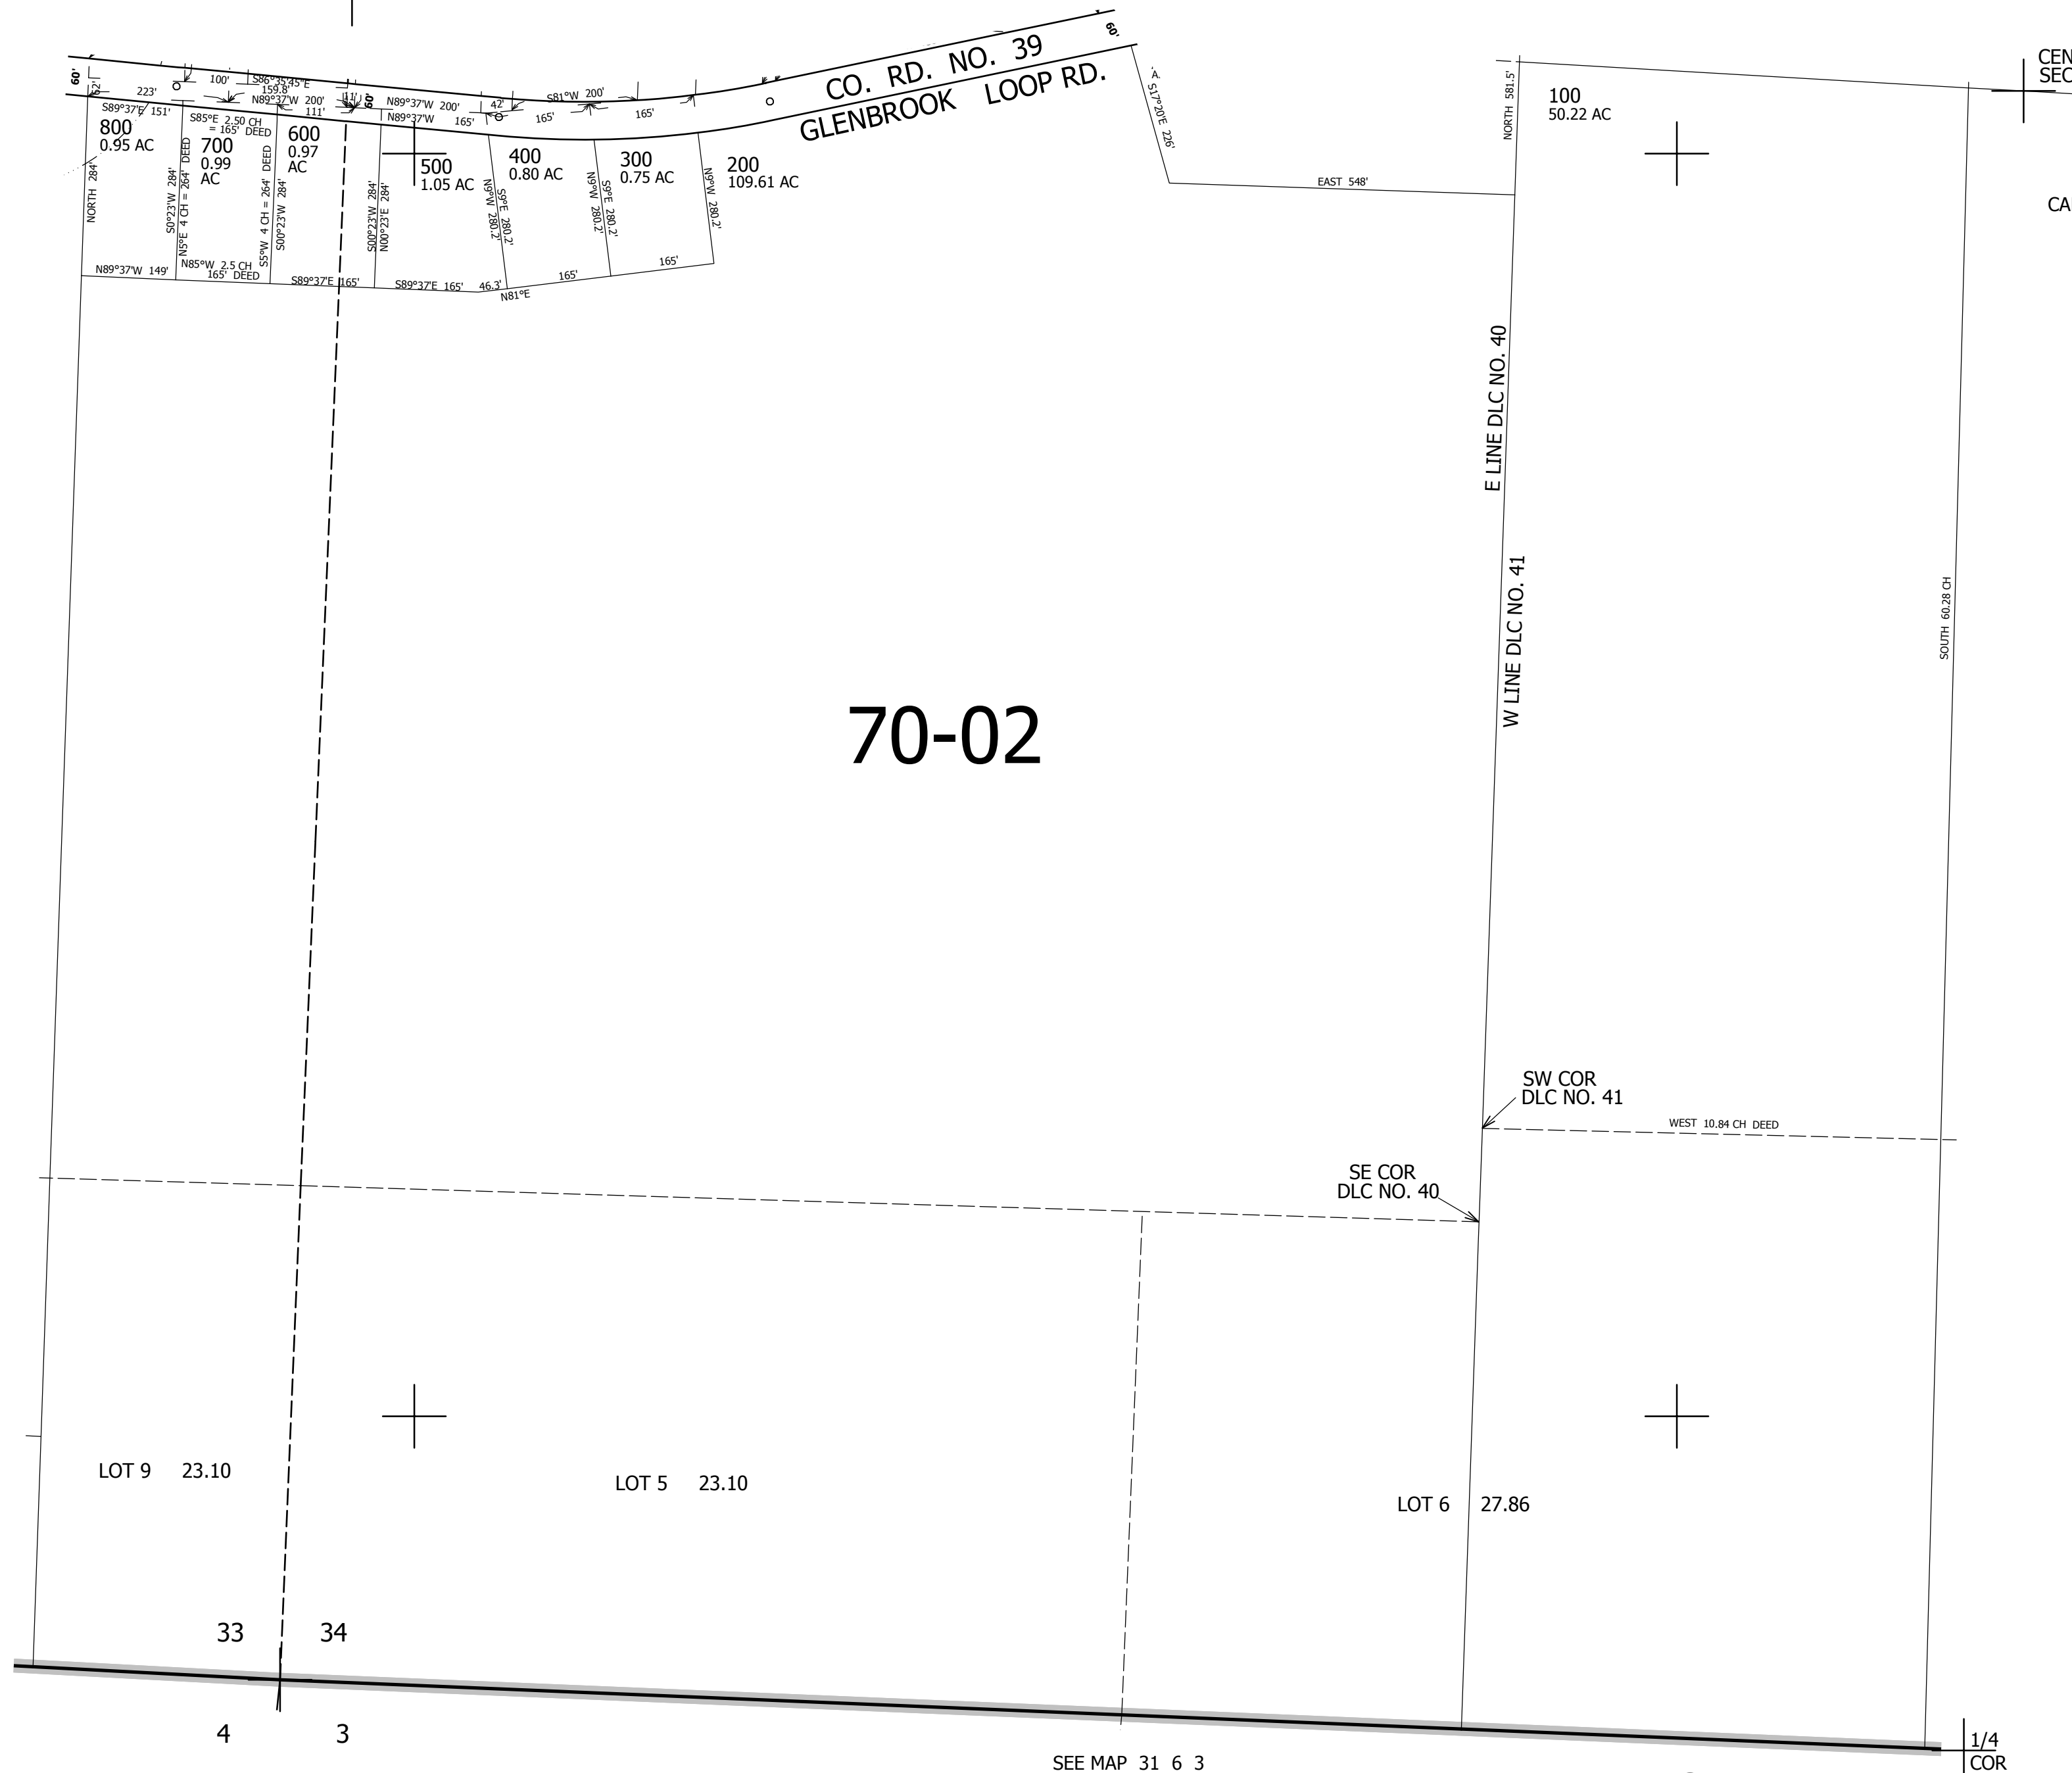 CO. RD. NO. 39
GLENBROOK LOOP RD.
60'
60'
62'
223'
100'
S86°35'45"E
159.8'
N89°37'W 200'
111'
11'
60'
N89°37'W 200'
N89°37'W 165'
42'
S81°W 200'
165'
165'
S89°37'E 151'
S85°E 2.50 CH
= 165' DEED
800
0.95 AC
700
0.99
AC
600
0.97
AC
500
1.05 AC
400
0.80 AC
300
0.75 AC
200
109.61 AC
100
50.22 AC
NORTH 284'
S0°23'W 284'
N5°E 4 CH = 264' DEED
S5°W 4 CH = 264' DEED
S00°23'W 284'
S00°23'W 284'
N00°23'E 284'
N9°W 280.2'
S9°E 280.2'
N9°W 280.2'
S9°E 280.2'
N9°W 280.2'
N89°37'W 149'
N85°W 2.5 CH
165' DEED
S89°37'E 165'
S89°37'E 165'
46.3'
N81°E
165'
165'
S17°20'E 226'
EAST 548'
NORTH 581.5'
CEN
SEC
CA
E LINE DLC NO. 40
W LINE DLC NO. 41
SOUTH 60.28 CH
70-02
SW COR
DLC NO. 41
WEST 10.84 CH DEED
SE COR
DLC NO. 40
LOT 9 23.10
LOT 5 23.10
LOT 6 27.86
33 34
4 3
SEE MAP 31 6 3
1/4
COR